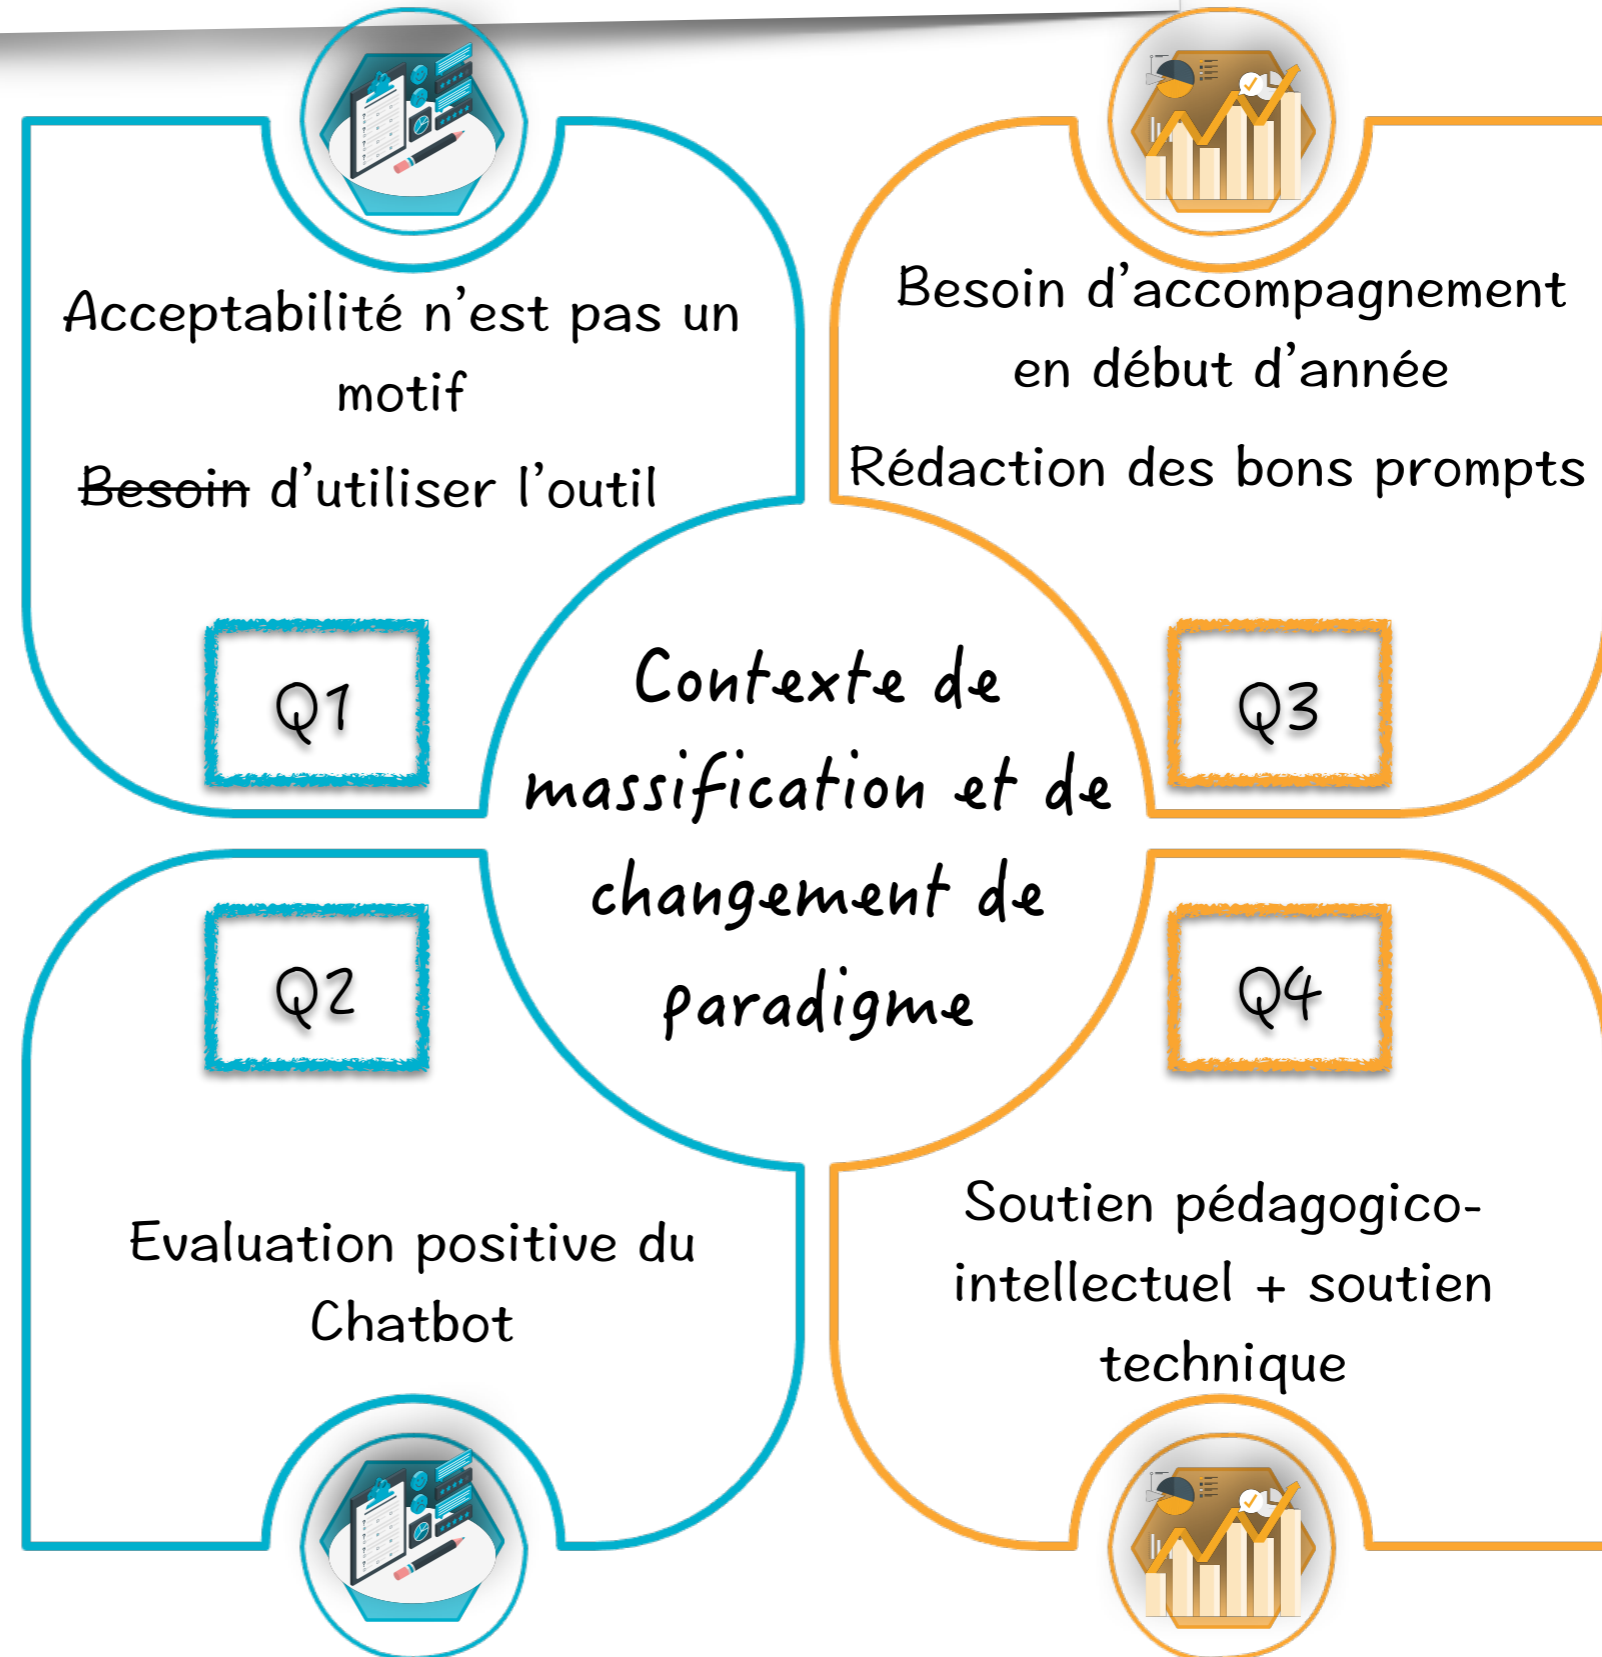 Acceptabilité n'est pas un
motif
Besoin d'utiliser l'outil
Q1
Besoin d'accompagnement
en début d'année
Rédaction des bons prompts
Q3
Contexte de
massification et de
changement de
paradigme
Q2
Evaluation positive du
Chatbot
Q4
Soutien pédagogico-
intellectuel + soutien
technique